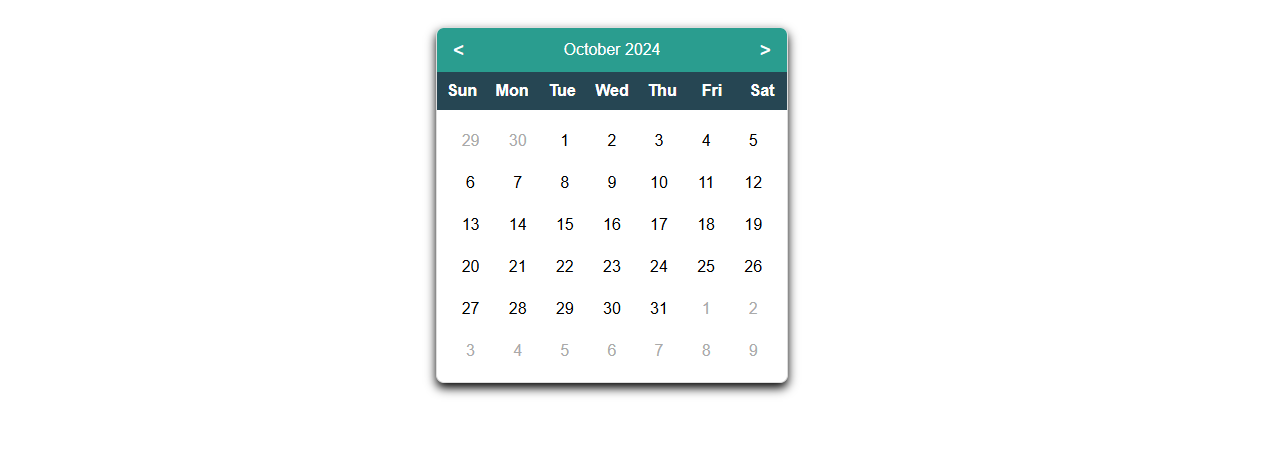 < October 2024 >
Sun Mon Tue Wed Thu Fri Sat
29 30 1 2 3 4 5
6 7 8 9 10 11 12
13 14 15 16 17 18 19
20 21 22 23 24 25 26
27 28 29 30 31 1 2
3 4 5 6 7 8 9